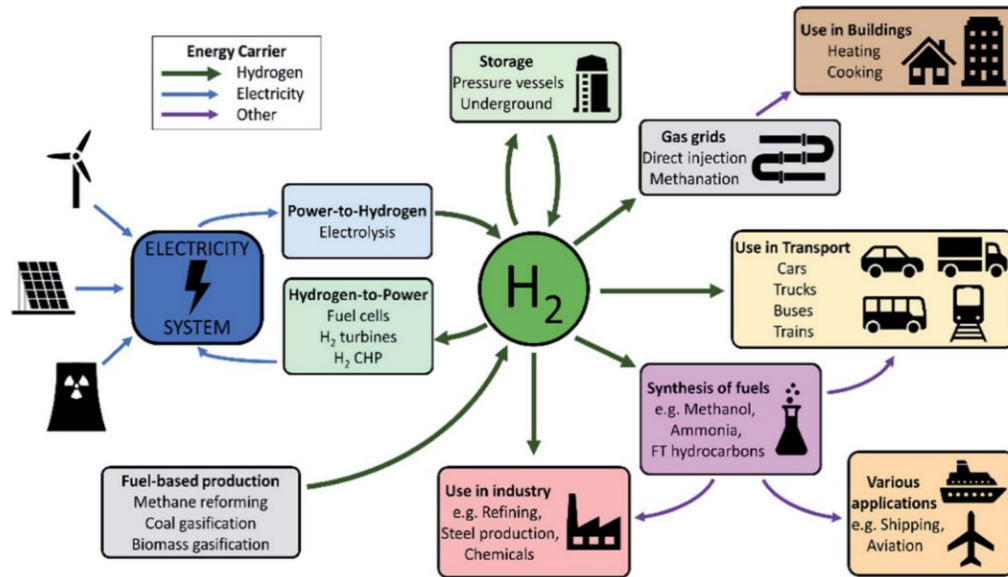 Energy Carrier
Hydrogen
Electricity
Other
Storage
Pressure vessels
Underground
Use in Buildings
Heating
Cooking
Gas grids
Direct injection
Methanation
Power-to-Hydrogen
Electrolysis
ELECTRICITY
SYSTEM
Hydrogen-to-Power
Fuel cells
H₂ turbines
H₂ CHP
H₂
Use in Transport
Cars
Trucks
Buses
Trains
Synthesis of fuels
e.g. Methanol,
Ammonia,
FT hydrocarbons
Fuel-based production
Methane reforming
Coal gasification
Biomass gasification
Use in industry
e.g. Refining,
Steel production,
Chemicals
Various
applications
e.g. Shipping,
Aviation